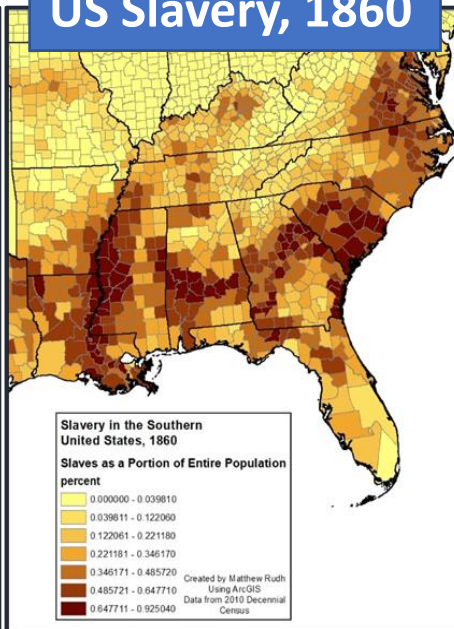 US Slavery, 1860
Slavery in the Southern
United States, 1860
Slaves as a Portion of Entire Population
percent
0.000000 - 0.039810
0.039811 - 0.122060
0.122061 - 0.221180
0.221181 - 0.346170
0.346171 - 0.485720
0.485721 - 0.647710
0.647711 - 0.925040
Created by Matthew Rudh
Using ArcGIS
Data from 2010 Decennial
Census